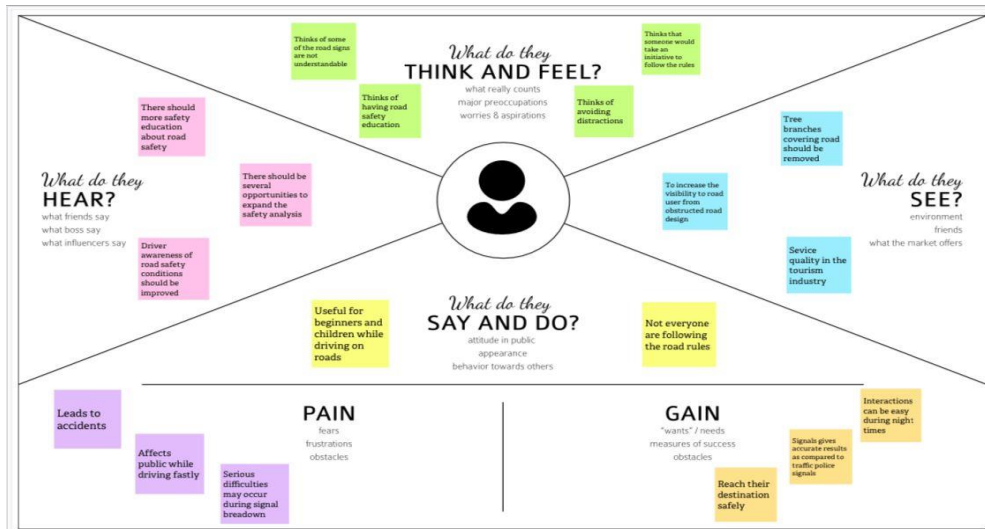 What do they
THINK AND FEEL?
what really counts
major preoccupations
worries & aspirations
Thinks of some
of the road signs
are not
understandable
Thinks of
having road
safety
education
Thinks that
someone would
take an
initiative to
follow the rules
Thinks of
avoiding
distractions
What do they
HEAR?
what friends say
what boss say
what influencers say
There should
more safety
education
about road
safety
There should be
several
opportunities to
expand the
safety analysis
Driver
awareness of
road safety
conditions
should be
improved
What do they
SEE?
environment
friends
what the market offers
Tree
branches
covering road
should be
removed
To increase the
visibility to road
user from
obstructed road
design
Sevice
quality in the
tourism
industry
What do they
SAY AND DO?
attitude in public
appearance
behavior towards others
Useful for
beginners and
children while
driving on
roads
Not everyone
are following
the road rules
PAIN
fears
frustrations
obstacles
Leads to
accidents
Affects
public while
driving fastly
Serious
difficulties
may occur
during signal
breadown
GAIN
"wants" / needs
measures of success
obstacles
Interactions
can be easy
during night
times
Signals gives
accurate results
as compared to
traffic police
signals
Reach their
destination
safely